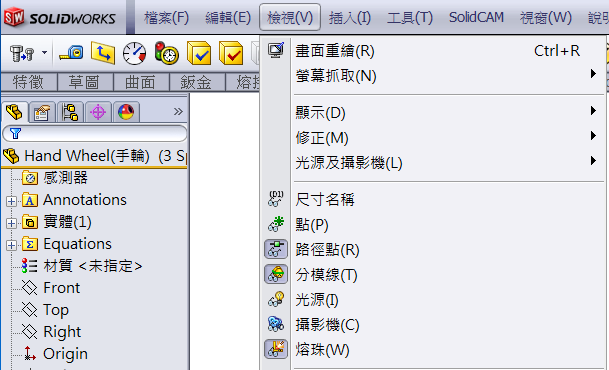 SW SOLIDWORKS 檔案(F) 編輯(E) 檢視(V) 插入(I) 工具(T) SolidCAM 視窗(W) 說明
特徵 草圖 曲面 鈑金 熔接
Hand Wheel(手輪) (3 Sp
感測器
Annotations
實體(1)
Equations
材質 <未指定>
Front
Top
Right
Origin
畫面重繪(R) Ctrl+R
螢幕抓取(N)
顯示(D)
修正(M)
光源及攝影機(L)
尺寸名稱
點(P)
路徑點(R)
分模線(T)
光源(I)
攝影機(C)
熔珠(W)